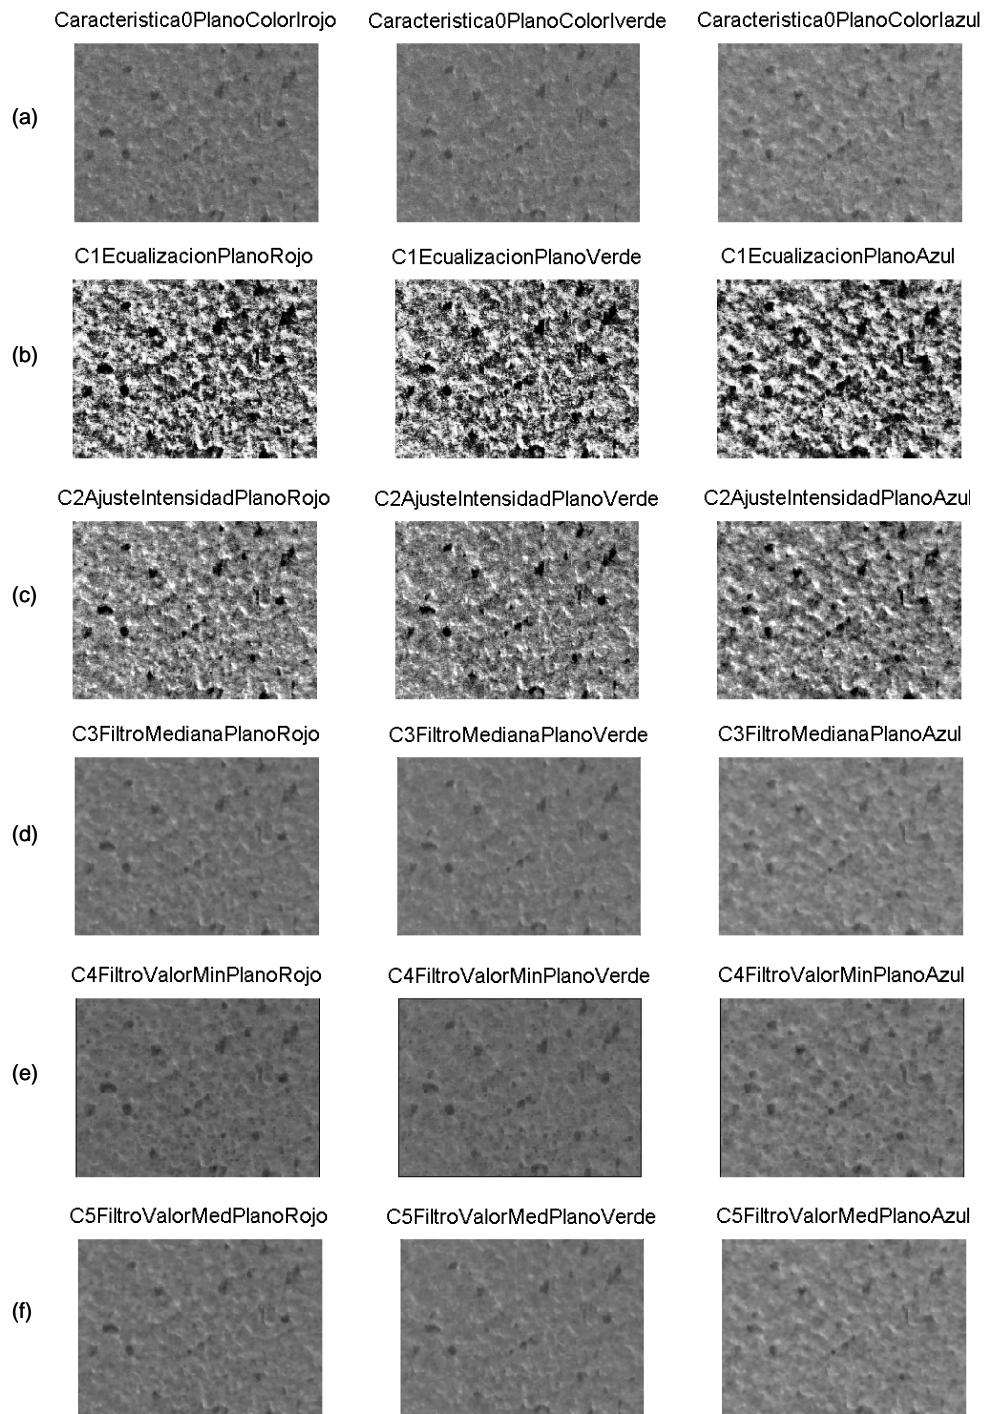 Caracteristica0PlanoColorIrojo Caracteristica0PlanoColorIverde Caracteristica0PlanoColorIazul
(a)
C1EcualizacionPlanoRojo C1EcualizacionPlanoVerde C1EcualizacionPlanoAzul
(b)
C2AjusteIntensidadPlanoRojo C2AjusteIntensidadPlanoVerde C2AjusteIntensidadPlanoAzul
(c)
C3FiltroMedianaPlanoRojo C3FiltroMedianaPlanoVerde C3FiltroMedianaPlanoAzul
(d)
C4FiltroValorMinPlanoRojo C4FiltroValorMinPlanoVerde C4FiltroValorMinPlanoAzul
(e)
C5FiltroValorMedPlanoRojo C5FiltroValorMedPlanoVerde C5FiltroValorMedPlanoAzul
(f)